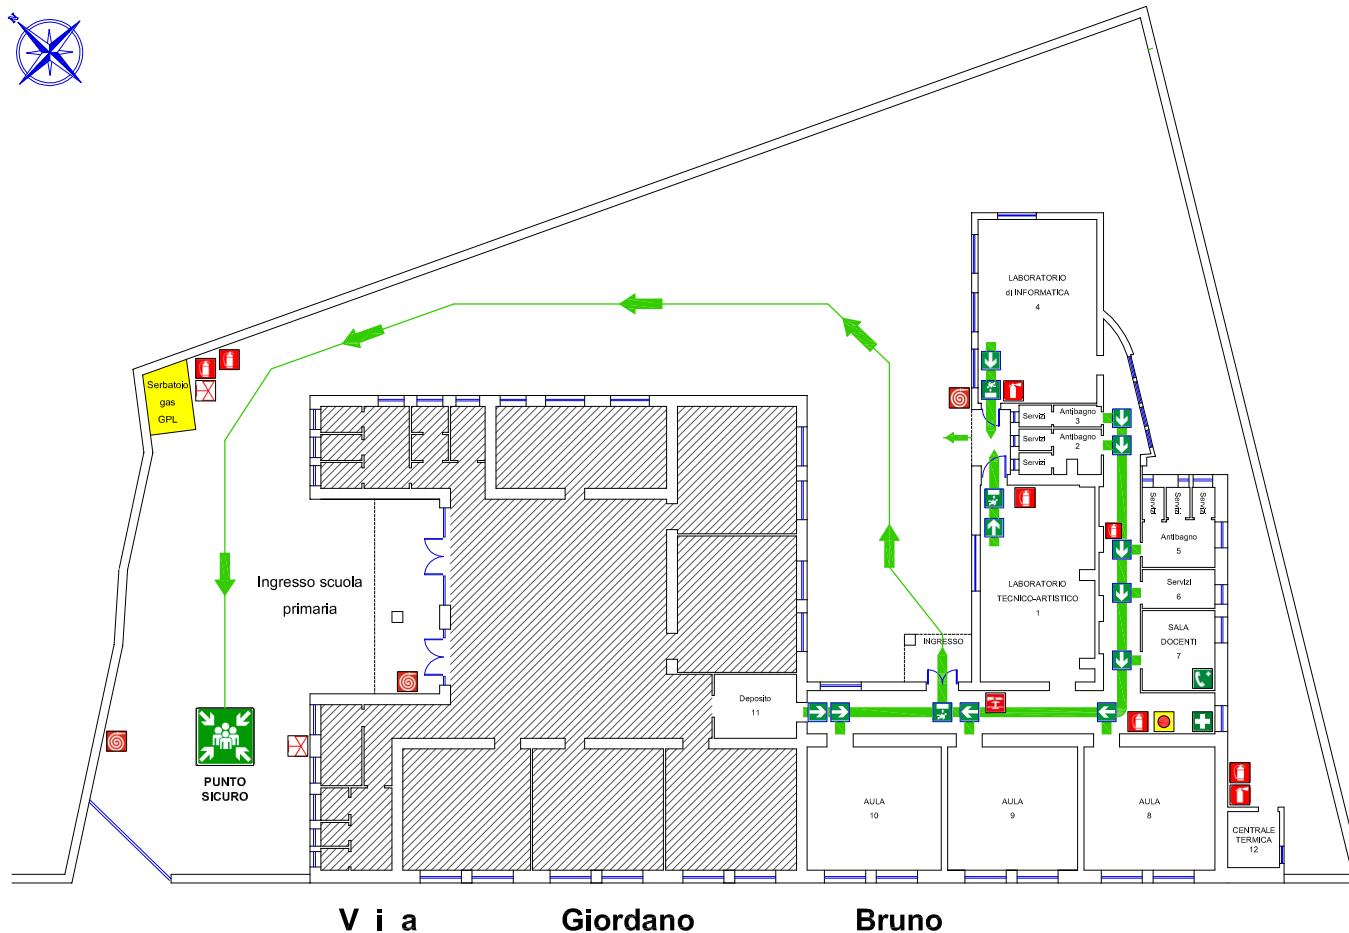 N
LABORATORIO
di INFORMATICA
4
Serbatoio
gas
GPL
Servizi
Antibagno
3
Servizi
Antibagno
2
Servizi
Servizi
Servizi
Servizi
Antibagno
5
Ingresso scuola
primaria
LABORATORIO
TECNICO-ARTISTICO
1
Servizi
6
SALA
DOCENTI
7
INGRESSO
Deposito
11
PUNTO
SICURO
AULA
10
AULA
9
AULA
8
CENTRALE
TERMICA
12
Via Giordano Bruno